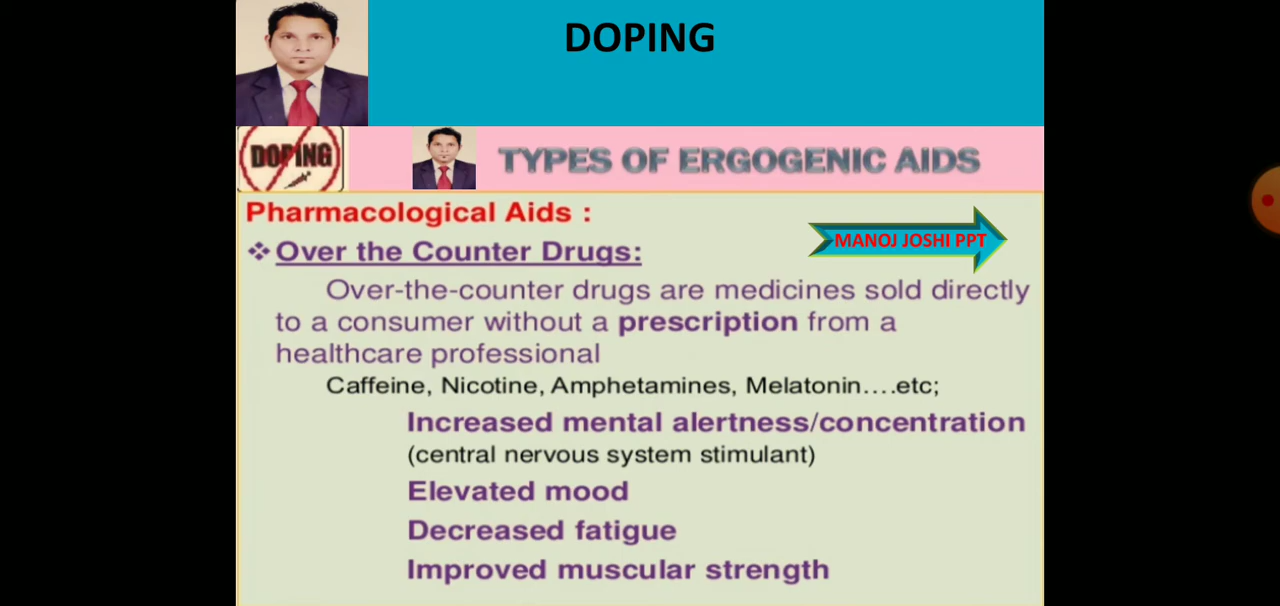 DOPING
DOPING
TYPES OF ERGOGENIC AIDS
Pharmacological Aids :
MANOJ JOSHI PPT
❖ Over the Counter Drugs:
Over-the-counter drugs are medicines sold directly
to a consumer without a prescription from a
healthcare professional
Caffeine, Nicotine, Amphetamines, Melatonin....etc;
Increased mental alertness/concentration
(central nervous system stimulant)
Elevated mood
Decreased fatigue
Improved muscular strength